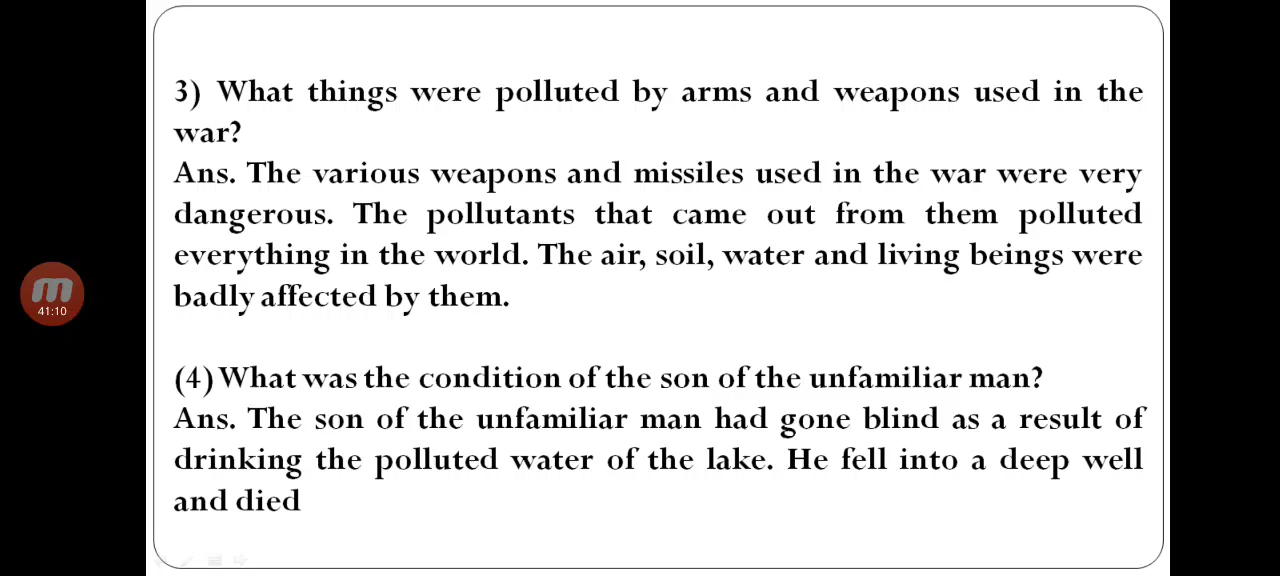 3) What things were polluted by arms and weapons used in the
war?
Ans. The various weapons and missiles used in the war were very
dangerous. The pollutants that came out from them polluted
everything in the world. The air, soil, water and living beings were
badly affected by them.
(4) What was the condition of the son of the unfamiliar man?
Ans. The son of the unfamiliar man had gone blind as a result of
drinking the polluted water of the lake. He fell into a deep well
and died
41:10